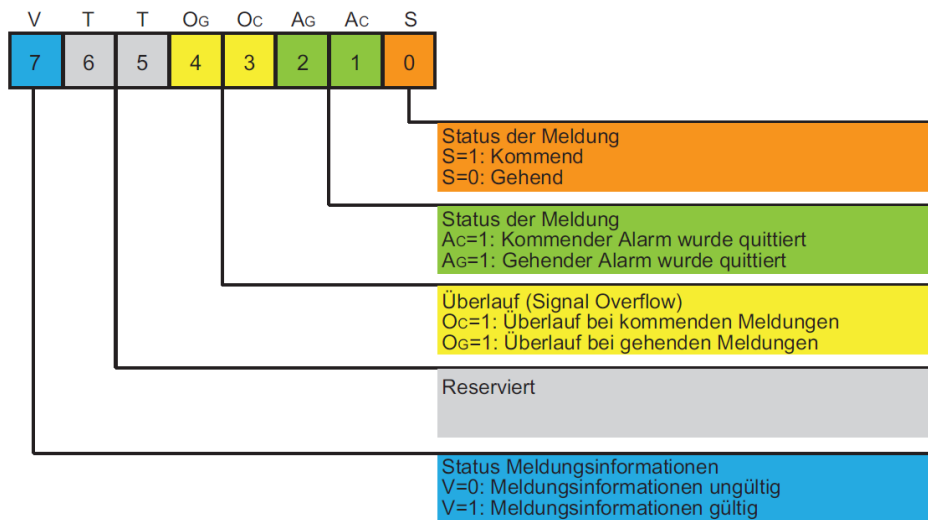 V T T OG OC AG AC S
7 6 5 4 3 2 1 0
Status der Meldung
S=1: Kommend
S=0: Gehend
Status der Meldung
AC=1: Kommender Alarm wurde quittiert
AG=1: Gehender Alarm wurde quittiert
Überlauf (Signal Overflow)
OC=1: Überlauf bei kommenden Meldungen
OG=1: Überlauf bei gehenden Meldungen
Reserviert
Status Meldungsinformationen
V=0: Meldungsinformationen ungültig
V=1: Meldungsinformationen gültig